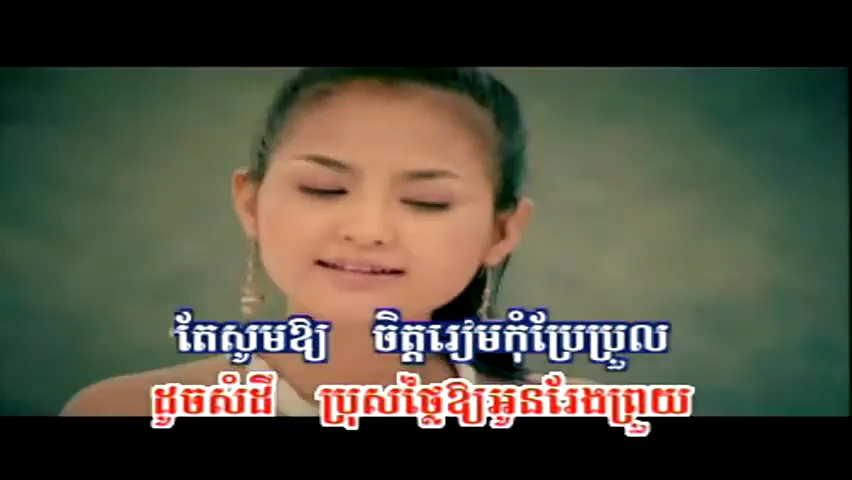 តែសូមឱ្យ ចិត្តរៀមកុំប្រែប្រួល
ដូចសំដី ប្រុសថ្លៃឱ្យអូនរែងព្រួយ